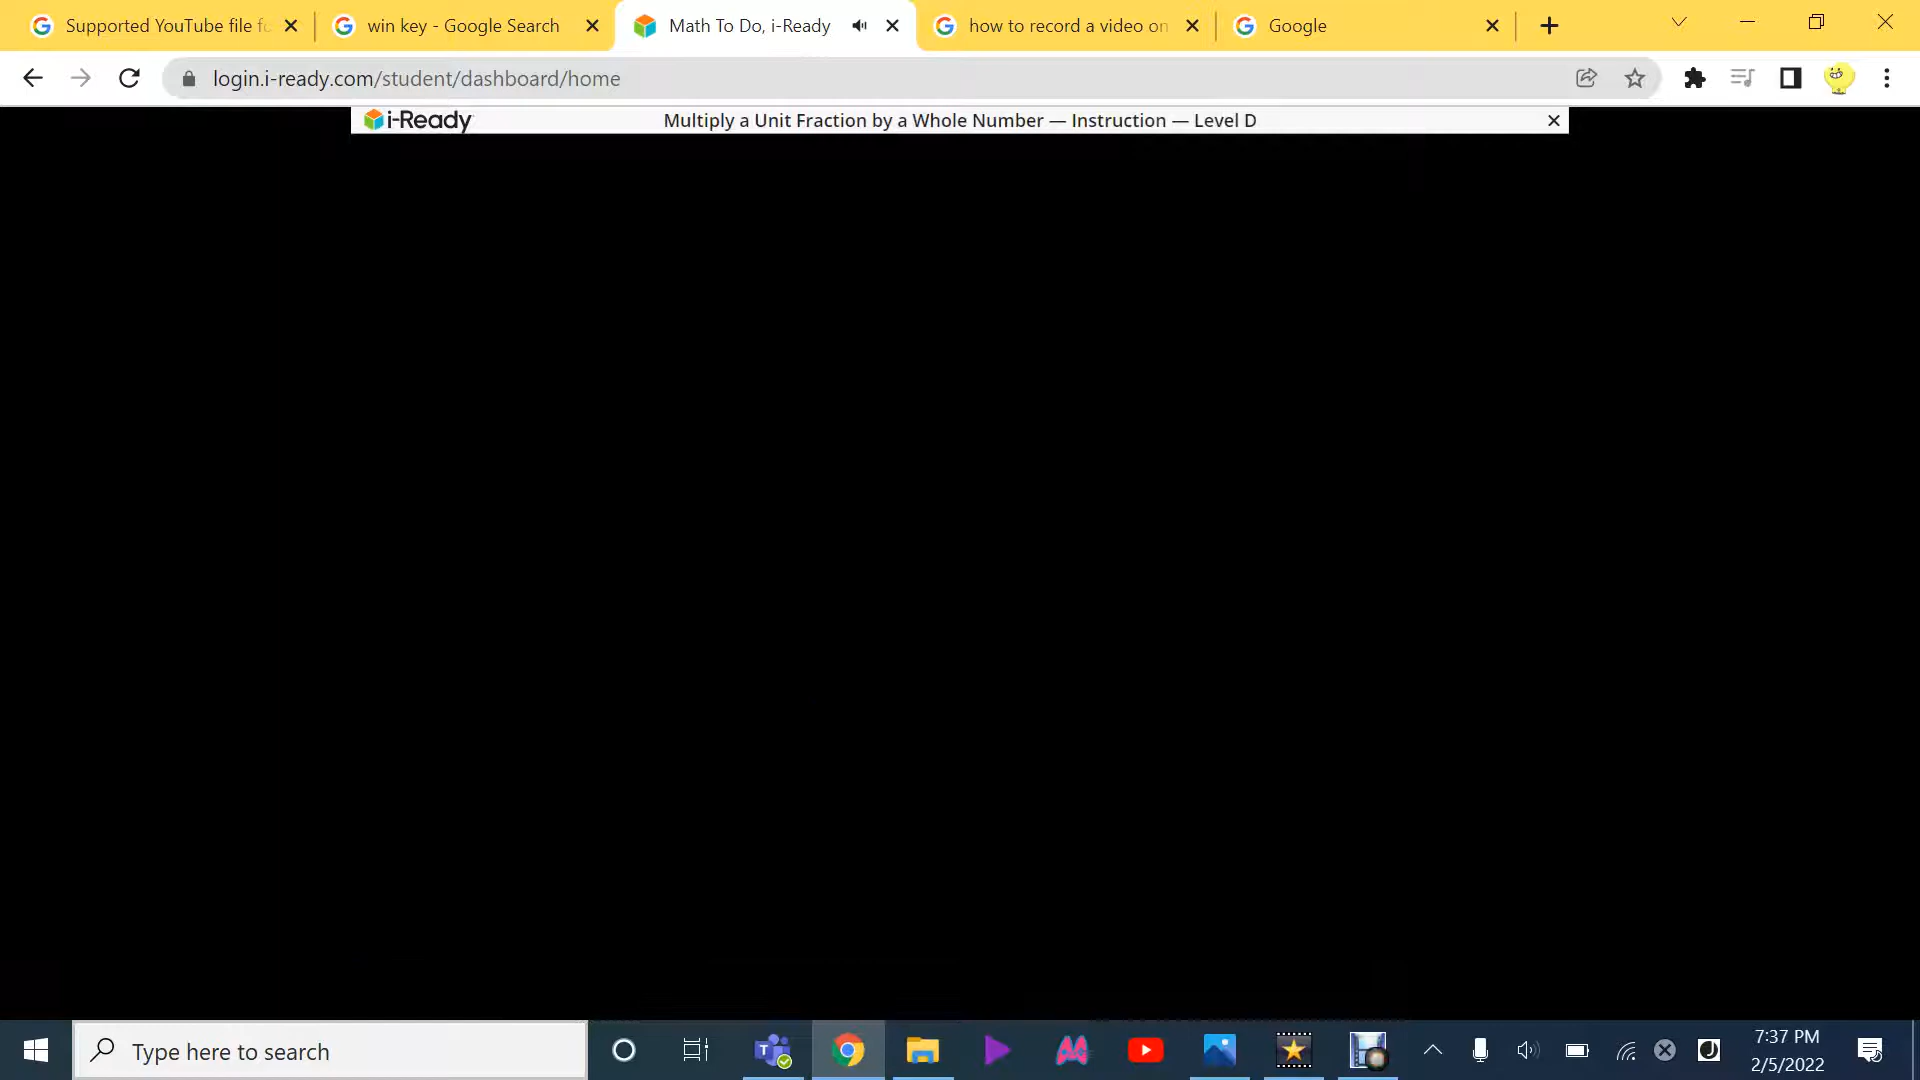 Supported YouTube file fo
win key - Google Search
Math To Do, i-Ready
how to record a video on
Google
login.i-ready.com/student/dashboard/home
i-Ready
Multiply a Unit Fraction by a Whole Number — Instruction — Level D
Type here to search
7:37 PM
2/5/2022